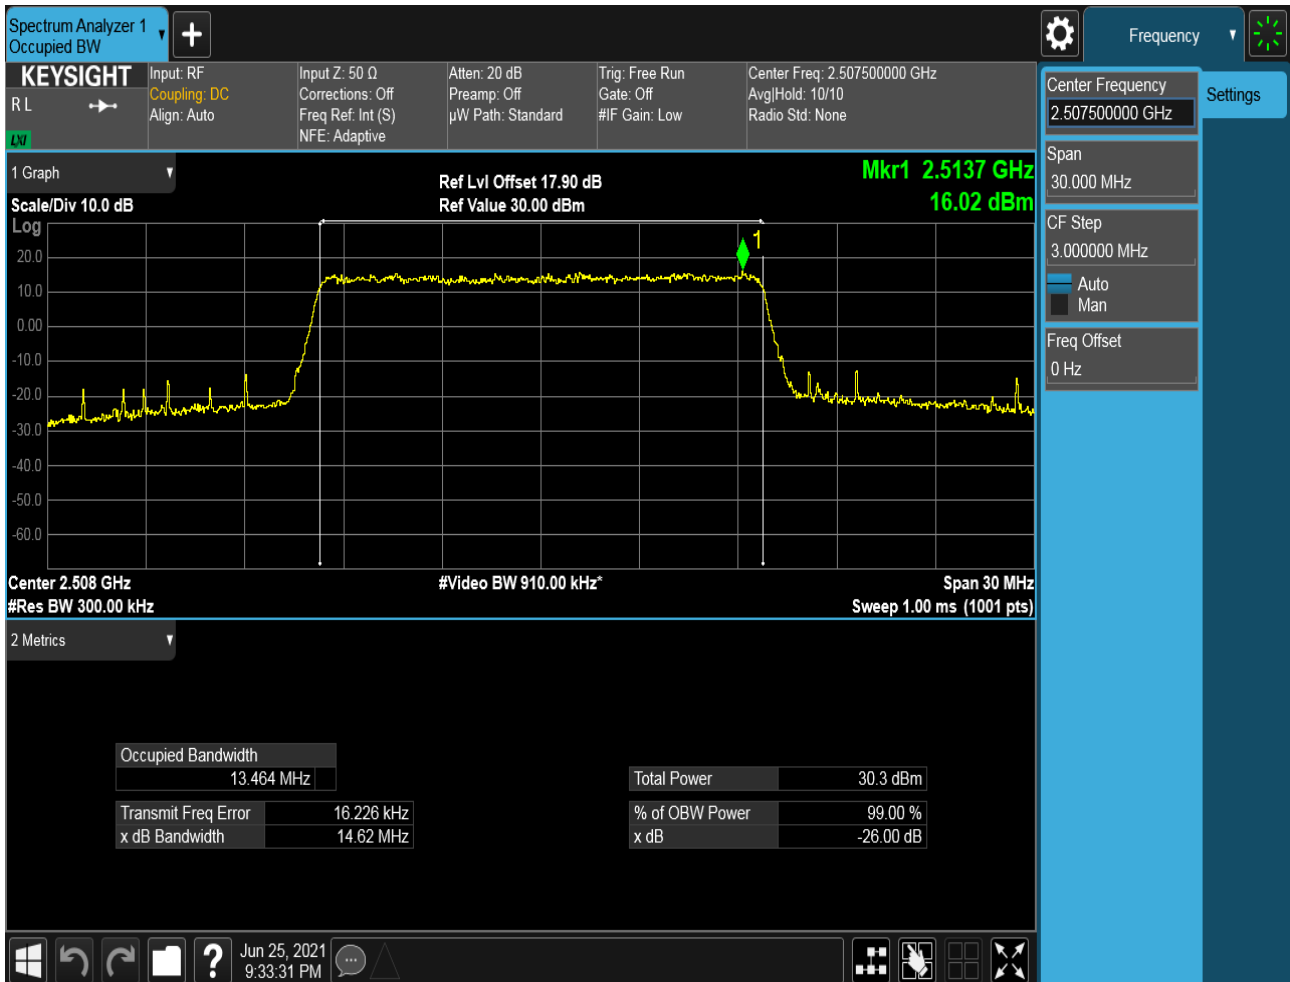 Spectrum Analyzer 1
Occupied BW
Frequency
KEYSIGHT
R L
LXI
Input: RF
Coupling: DC
Align: Auto
Input Z: 50 Ω
Corrections: Off
Freq Ref: Int (S)
NFE: Adaptive
Atten: 20 dB
Preamp: Off
µW Path: Standard
Trig: Free Run
Gate: Off
#IF Gain: Low
Center Freq: 2.507500000 GHz
Avg|Hold: 10/10
Radio Std: None
Center Frequency
2.507500000 GHz
Settings
Span
30.000 MHz
CF Step
3.000000 MHz
Auto
Man
Freq Offset
0 Hz
1 Graph
Scale/Div 10.0 dB
Ref Lvl Offset 17.90 dB
Ref Value 30.00 dBm
Mkr1 2.5137 GHz
16.02 dBm
Log
1
20.0
10.0
0.00
-10.0
-20.0
-30.0
-40.0
-50.0
-60.0
Center 2.508 GHz
#Video BW 910.00 kHz*
Span 30 MHz
#Res BW 300.00 kHz
Sweep 1.00 ms (1001 pts)
2 Metrics
Occupied Bandwidth
13.464 MHz
Total Power 30.3 dBm
Transmit Freq Error 16.226 kHz
% of OBW Power 99.00 %
x dB Bandwidth 14.62 MHz
x dB -26.00 dB
?
Jun 25, 2021
9:33:31 PM